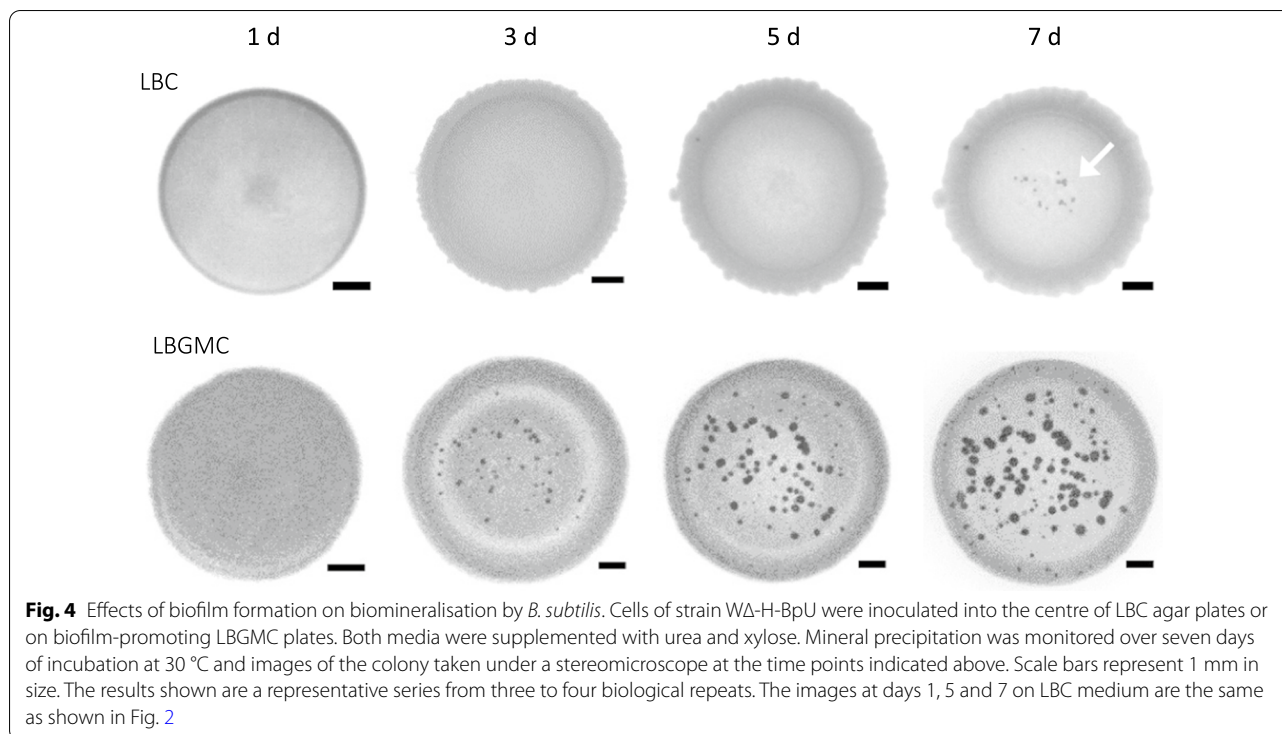 1 d 3 d 5 d 7 d
LBC
LBGMC
Fig. 4 Effects of biofilm formation on biomineralisation by B. subtilis. Cells of strain WΔ-H-BpU were inoculated into the centre of LBC agar plates or
on biofilm-promoting LBGMC plates. Both media were supplemented with urea and xylose. Mineral precipitation was monitored over seven days
of incubation at 30 °C and images of the colony taken under a stereomicroscope at the time points indicated above. Scale bars represent 1 mm in
size. The results shown are a representative series from three to four biological repeats. The images at days 1, 5 and 7 on LBC medium are the same
as shown in Fig. 2